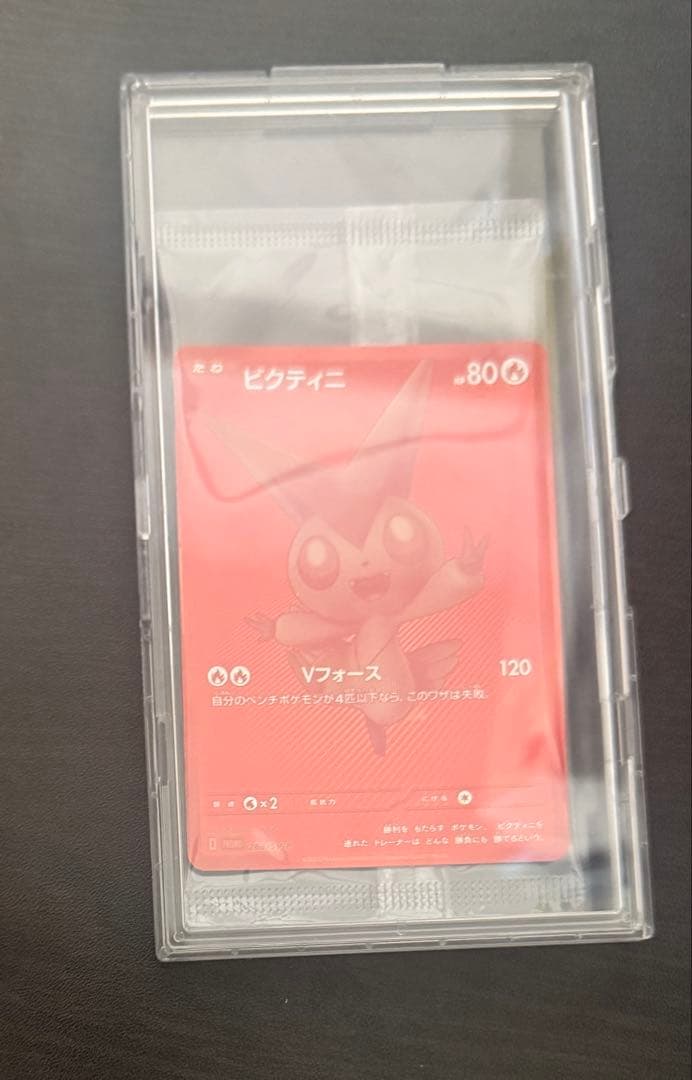 たね ビクティニ HP 80
Vフォース 120
自分のベンチポケモンが4匹以下なら、このワザは失敗。
弱点 ×2 抵抗力 にげる
勝利を もたらす ポケモン。 ビクティニを
連れた トレーナーは どんな 勝負にも 勝てるという。
PROMO